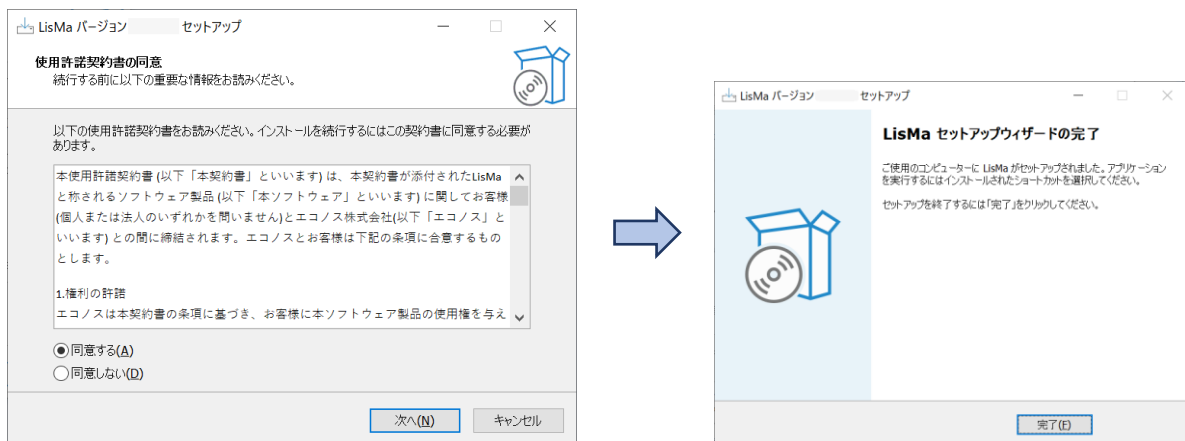 LisMa バージョン セットアップ
使用許諾契約書の同意
続行する前に以下の重要な情報をお読みください。
以下の使用許諾契約書をお読みください。インストールを続行するにはこの契約書に同意する必要が
あります。
本使用許諾契約書 (以下「本契約書」といいます) は、本契約書が添付されたLisMa
と称されるソフトウェア製品 (以下「本ソフトウェア」といいます) に関してお客様
(個人または法人のいずれかを問いません)とエコノス株式会社(以下「エコノス」と
いいます) との間に締結されます。エコノスとお客様は下記の条項に合意するもの
とします。
1.権利の許諾
エコノスは本契約書の条項に基づき、お客様に本ソフトウェア製品の使用権を与え
同意する(A)
同意しない(D)
次へ(N)
キャンセル
LisMa バージョン セットアップ
LisMa セットアップウィザードの完了
ご使用のコンピューターに LisMa がセットアップされました。アプリケーション
を実行するにはインストールされたショートカットを選択してください。
セットアップを終了するには「完了」をクリックしてください。
完了(F)